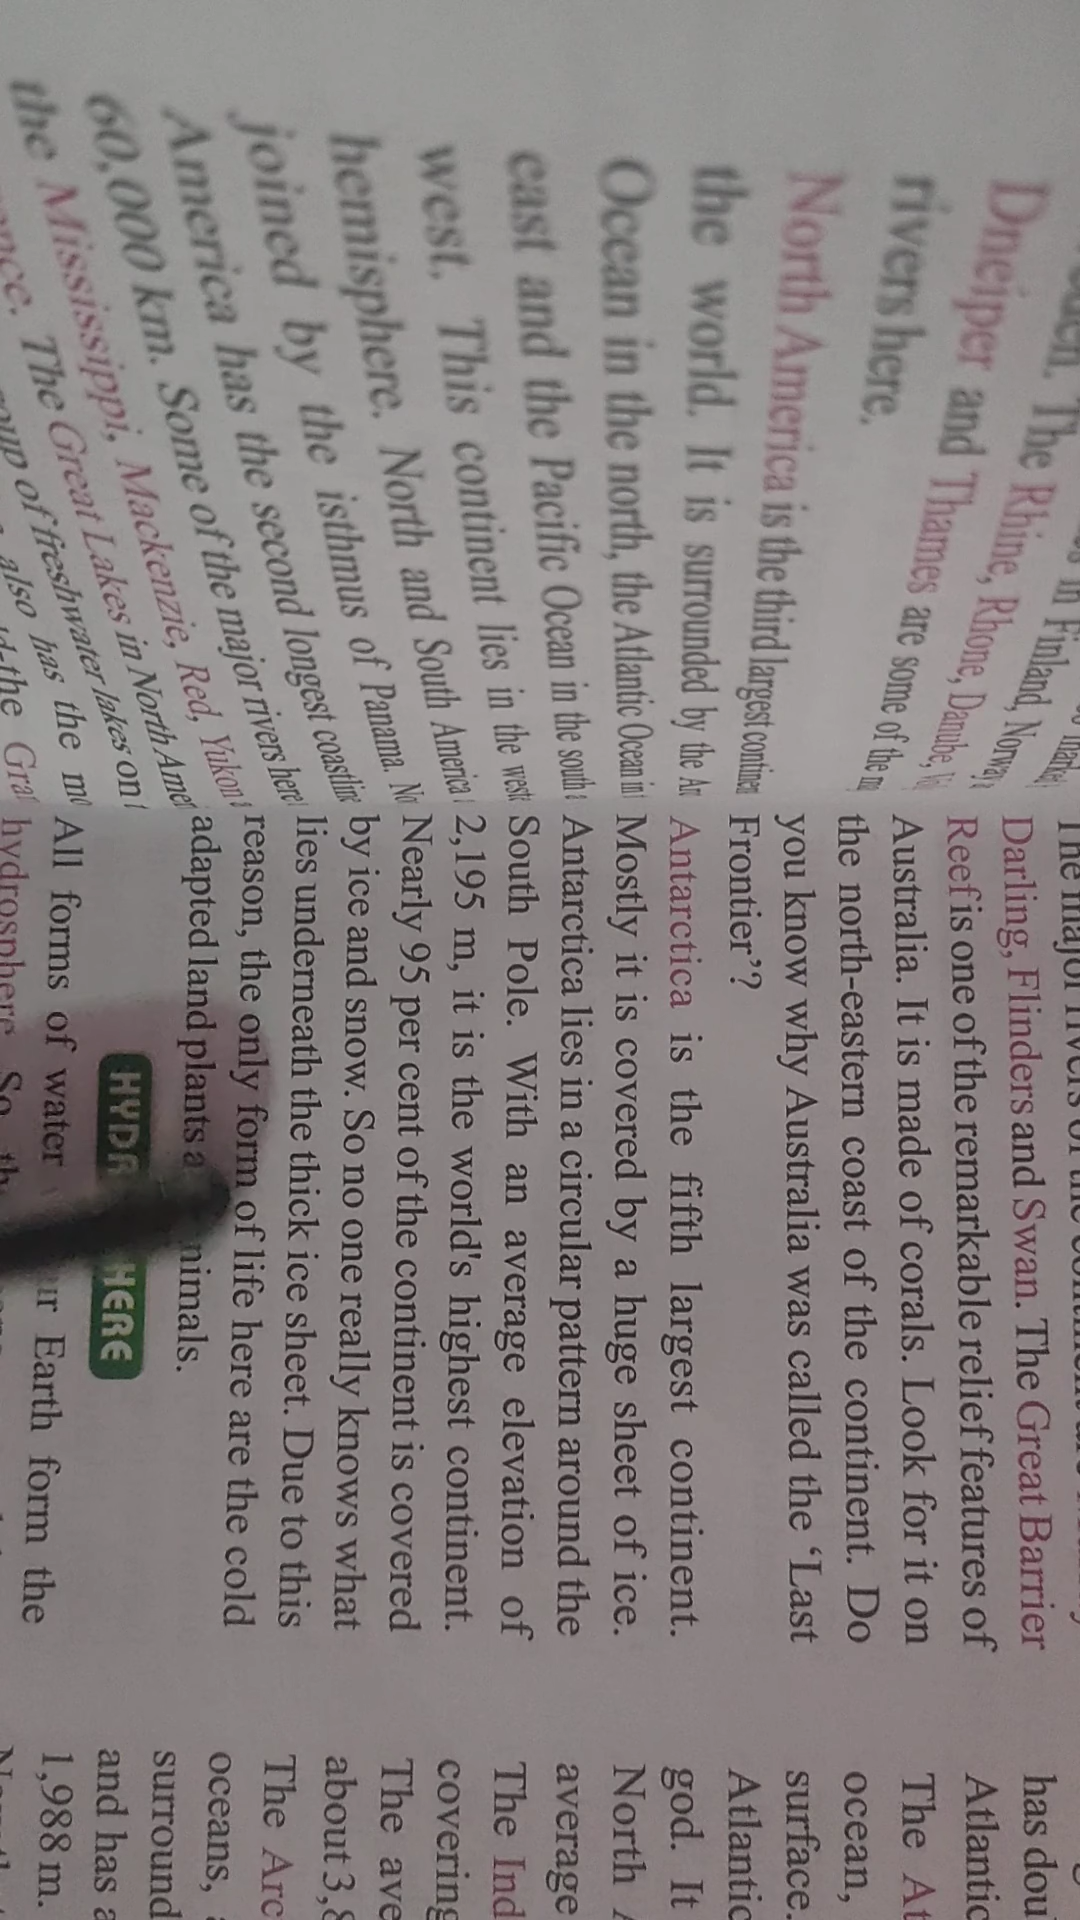 in Finland, Norway
The Rhine, Rhone, Danube,
Dneiper and Thames are some of the
rivers here.
North America is the third largest
the world. It is surrounded by the
Ocean in the north, the Atlantic Ocean in
east and the Pacific Ocean in the south
west. This continent lies in the
hemisphere. North and South America
joined by the isthmus of Panama.
America has the second longest
60,000 km. Some of the major rivers here
the Mississippi, Mackenzie, Red, Yukon
The Great Lakes in North
of freshwater lakes on
also has the
the
The major rivers of the
Darling, Flinders and Swan. The Great Barrier
Reef is one of the remarkable relief features of
Australia. It is made of corals. Look for it on
the north-eastern coast of the continent. Do
you know why Australia was called the ‘Last
Frontier’?
Antarctica is the fifth largest continent.
Mostly it is covered by a huge sheet of ice.
Antarctica lies in a circular pattern around the
South Pole. With an average elevation of
2,195 m, it is the world's highest continent.
Nearly 95 per cent of the continent is covered
by ice and snow. So no one really knows what
lies underneath the thick ice sheet. Due to this
reason, the only form of life here are the cold
adapted land plants
All forms of water Earth form the
hydrosphere. So
has
Atlantic
The
ocean,
surface.
Atlantic
god. It
North
average
The
covering
The
about
The
oceans,
surround
and has
1,988 m.